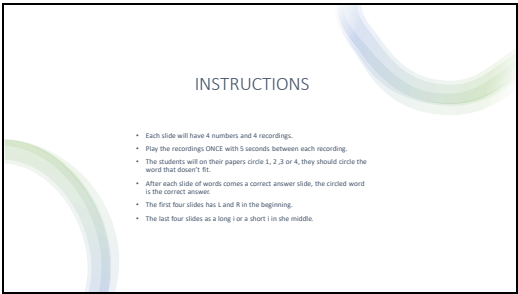 INSTRUCTIONS
• Each slide will have 4 numbers and 4 recordings.
• Play the recordings ONCE with 5 seconds between each recording.
• The students will on their papers circle 1, 2 ,3 or 4, they should circle the
word that dosen't fit.
• After each slide of words comes a correct answer slide, the circled word
is the correct answer.
• The first four slides has L and R in the beginning.
• The last four slides as a long i or a short i in she middle.